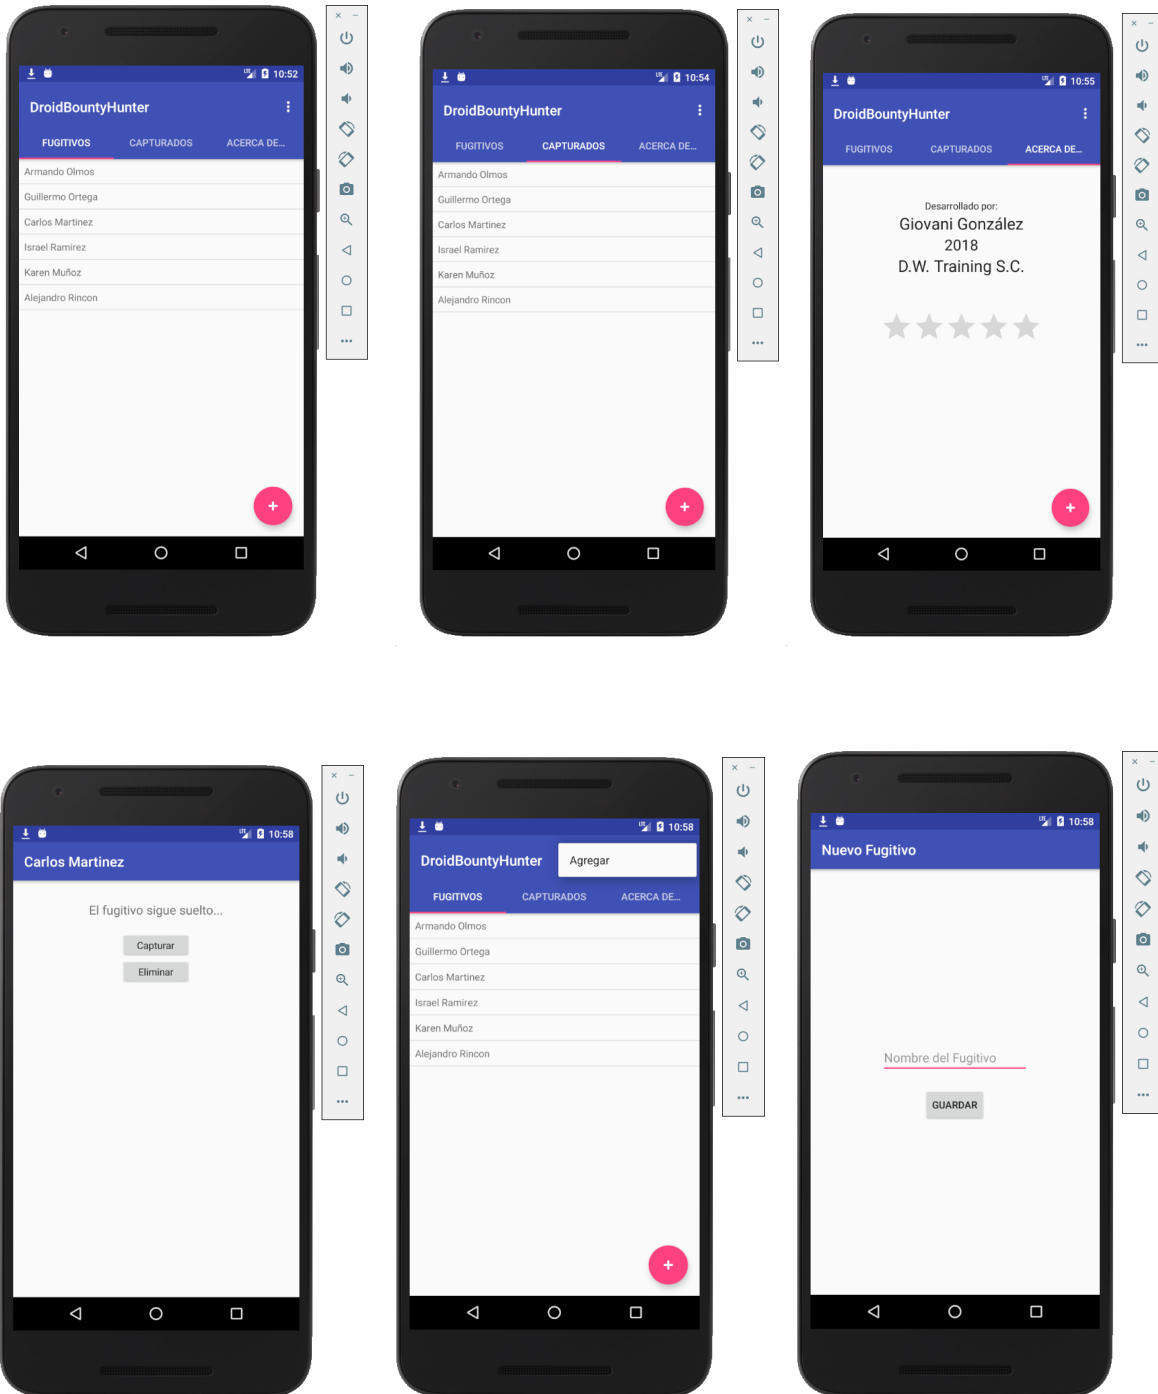 10:52
DroidBountyHunter
FUGITIVOS CAPTURADOS ACERCA DE...
Armando Olmos
Guillermo Ortega
Carlos Martinez
Israel Ramirez
Karen Muñoz
Alejandro Rincon
10:54
DroidBountyHunter
FUGITIVOS CAPTURADOS ACERCA DE...
Armando Olmos
Guillermo Ortega
Carlos Martinez
Israel Ramirez
Karen Muñoz
Alejandro Rincon
10:55
DroidBountyHunter
FUGITIVOS CAPTURADOS ACERCA DE...
Desarrollado por:
Giovani González
2018
D.W. Training S.C.
LTE 10:58
Carlos Martinez
El fugitivo sigue suelto...
Capturar
Eliminar
LTE 10:58
DroidBountyHunter Agregar
FUGITIVOS CAPTURADOS ACERCA DE...
Armando Olmos
Guillermo Ortega
Carlos Martinez
Israel Ramirez
Karen Muñoz
Alejandro Rincon
LTE 10:58
Nuevo Fugitivo
Nombre del Fugitivo
GUARDAR